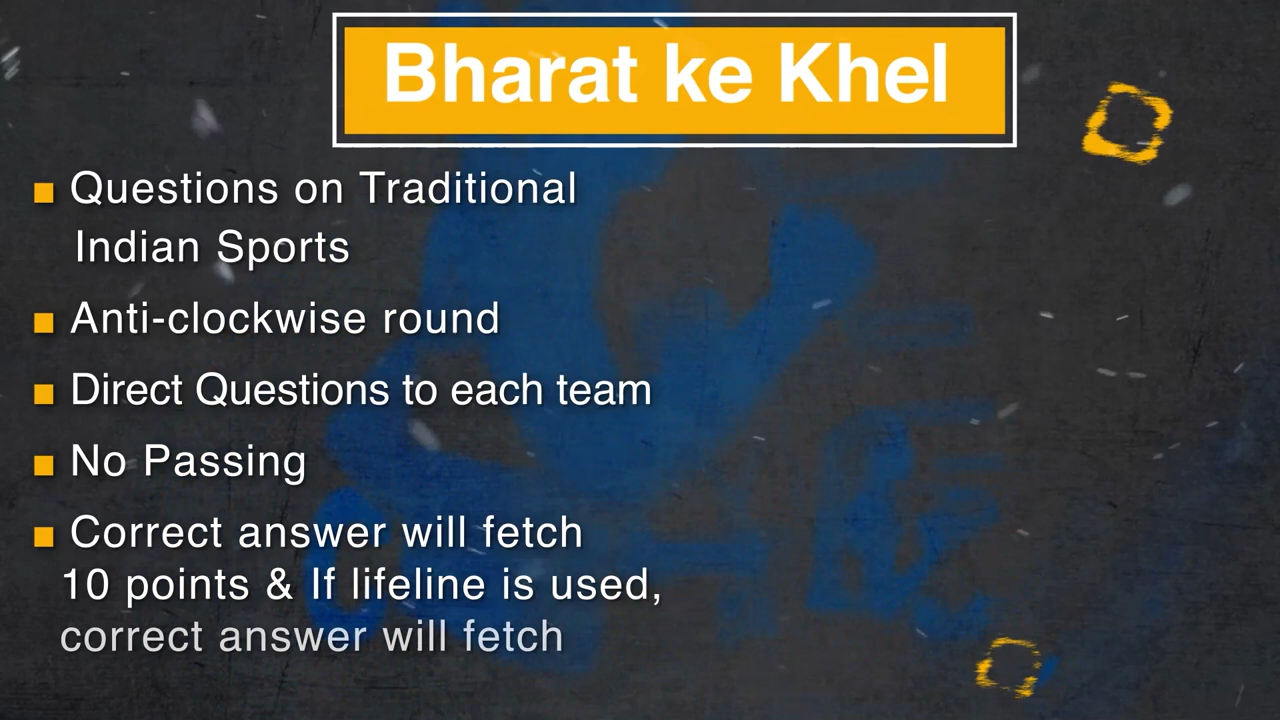 Bharat ke Khel
Questions on Traditional
Indian Sports
Anti-clockwise round
Direct Questions to each team
No Passing
Correct answer will fetch
10 points & If lifeline is used,
correct answer will fetch